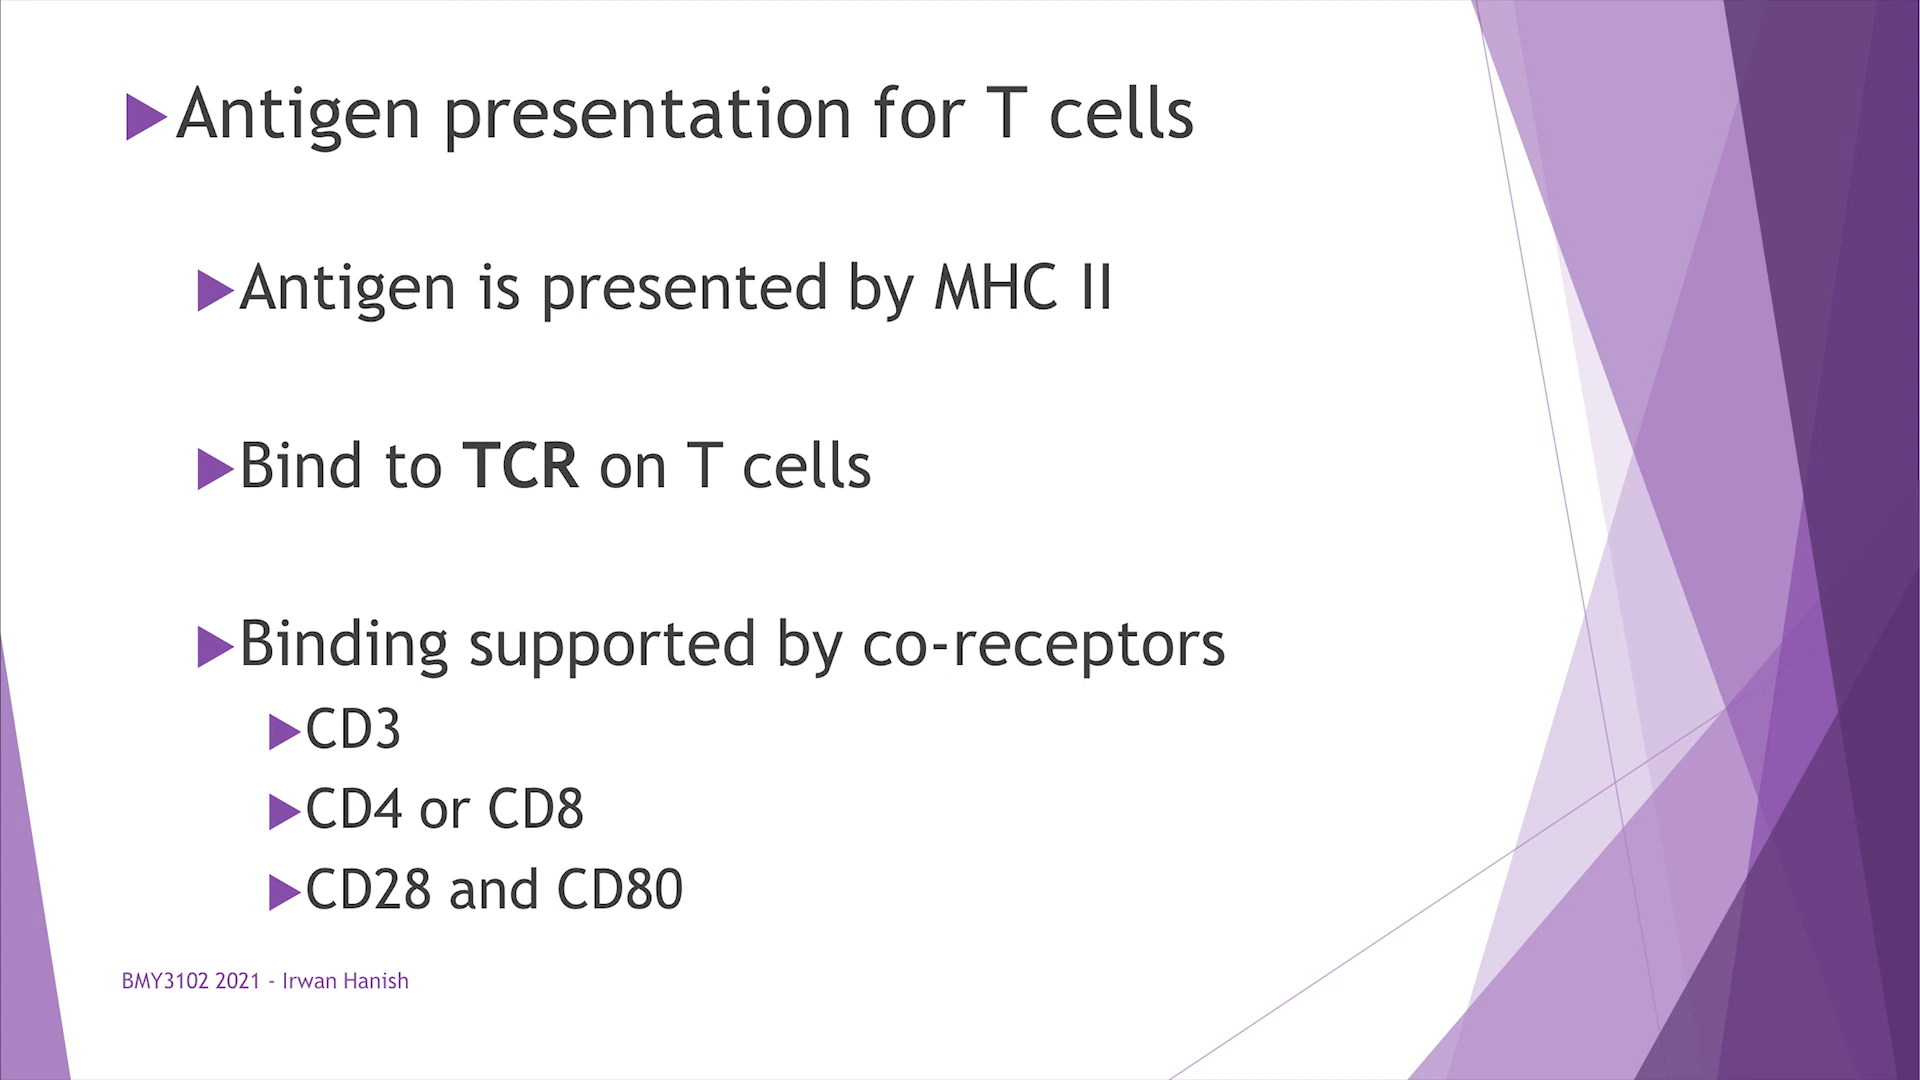 Antigen presentation for T cells
Antigen is presented by MHC II
Bind to TCR on T cells
Binding supported by co-receptors
CD3
CD4 or CD8
CD28 and CD80
BMY3102 2021 - Irwan Hanish